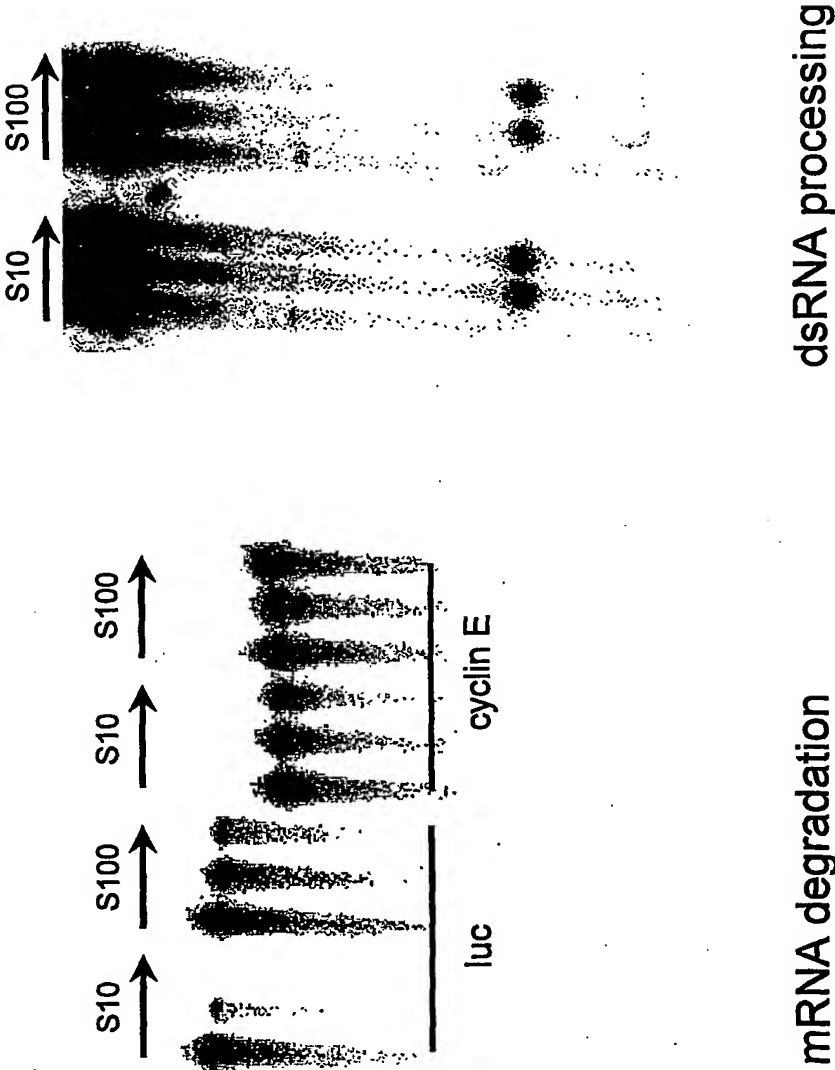 S10
S100
S10
S100
luc
cyclin E
mRNA degradation
S10
S100
dsRNA processing